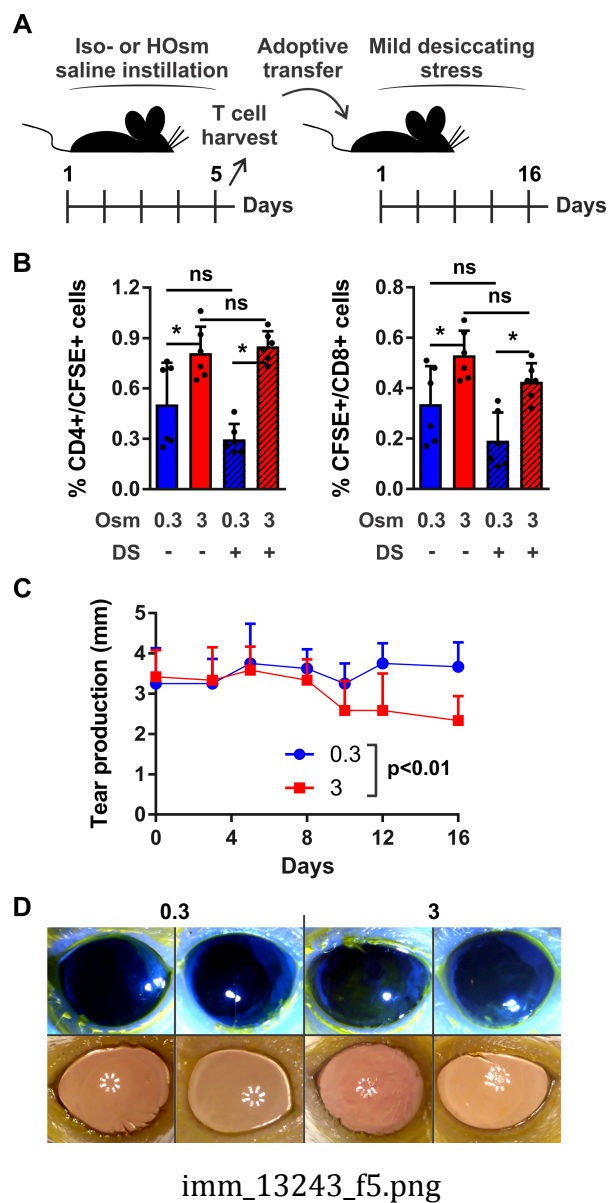 A
Iso- or HOsm
saline instillation
Adoptive
transfer
Mild desiccating
stress
T cell
harvest
1
5
Days
1
16
Days
B
% CD4+/CFSE+ cells
1.2
0.9
0.6
0.3
0.0
ns
ns
*
*
Osm 0.3 3 0.3 3
DS - - + +
% CFSE+/CD8+ cells
0.8
0.6
0.4
0.2
0.0
ns
ns
*
*
0.3 3 0.3 3
- - + +
C
Tear production (mm)
5
4
3
2
1
0
0.3
3
p<0.01
0 4 8 12 16
Days
D
0.3 3
imm_13243_f5.png